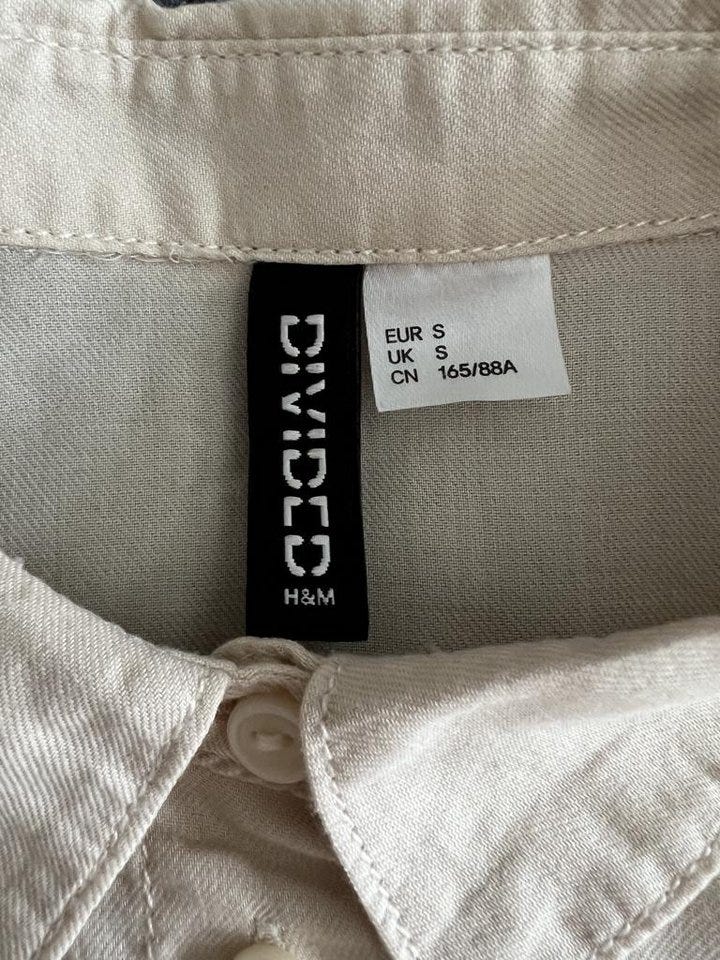 DIVIDED
H&M
EUR S
UK S
CN 165/88A